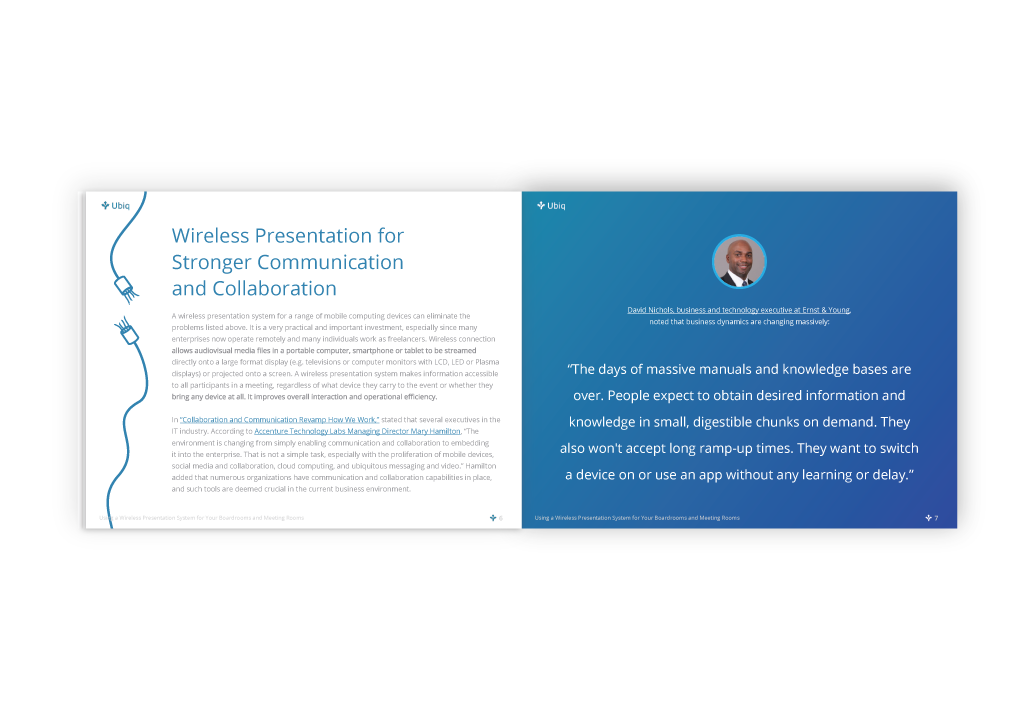 Ubiq
Wireless Presentation for
Stronger Communication
and Collaboration
A wireless presentation system for a range of mobile computing devices can eliminate the
problems listed above. It is a very practical and important investment, especially since many
enterprises now operate remotely and many individuals work as freelancers. Wireless connection
allows audiovisual media files in a portable computer, smartphone or tablet to be streamed
directly onto a large format display (e.g. televisions or computer monitors with LCD, LED or Plasma
displays) or projected onto a screen. A wireless presentation system makes information accessible
to all participants in a meeting, regardless of what device they carry to the event or whether they
bring any device at all. It improves overall interaction and operational efficiency.
In "Collaboration and Communication Revamp How We Work," stated that several executives in the
IT industry. According to Accenture Technology Labs Managing Director Mary Hamilton, "The
environment is changing from simply enabling communication and collaboration to embedding
it into the enterprise. That is not a simple task, especially with the proliferation of mobile devices,
social media and collaboration, cloud computing, and ubiquitous messaging and video." Hamilton
added that numerous organizations have communication and collaboration capabilities in place,
and such tools are deemed crucial in the current business environment.
Using a Wireless Presentation System for Your Boardrooms and Meeting Rooms
6
Ubiq
David Nichols, business and technology executive at Ernst & Young,
noted that business dynamics are changing massively:
“The days of massive manuals and knowledge bases are
over. People expect to obtain desired information and
knowledge in small, digestible chunks on demand. They
also won't accept long ramp-up times. They want to switch
a device on or use an app without any learning or delay.”
Using a Wireless Presentation System for Your Boardrooms and Meeting Rooms
7